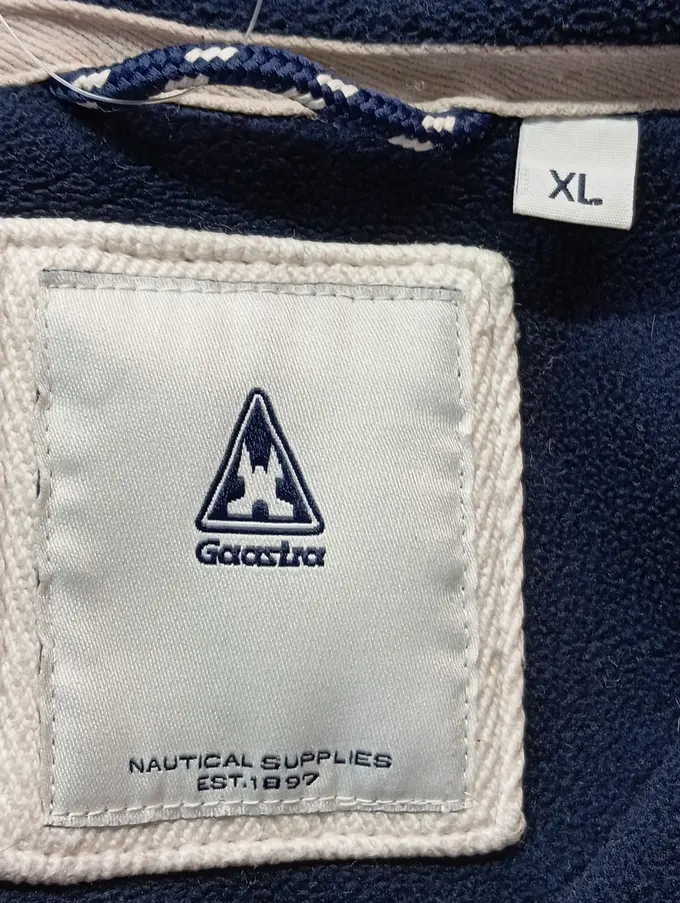 XL
Gaastra
NAUTICAL SUPPLIES
EST.1897